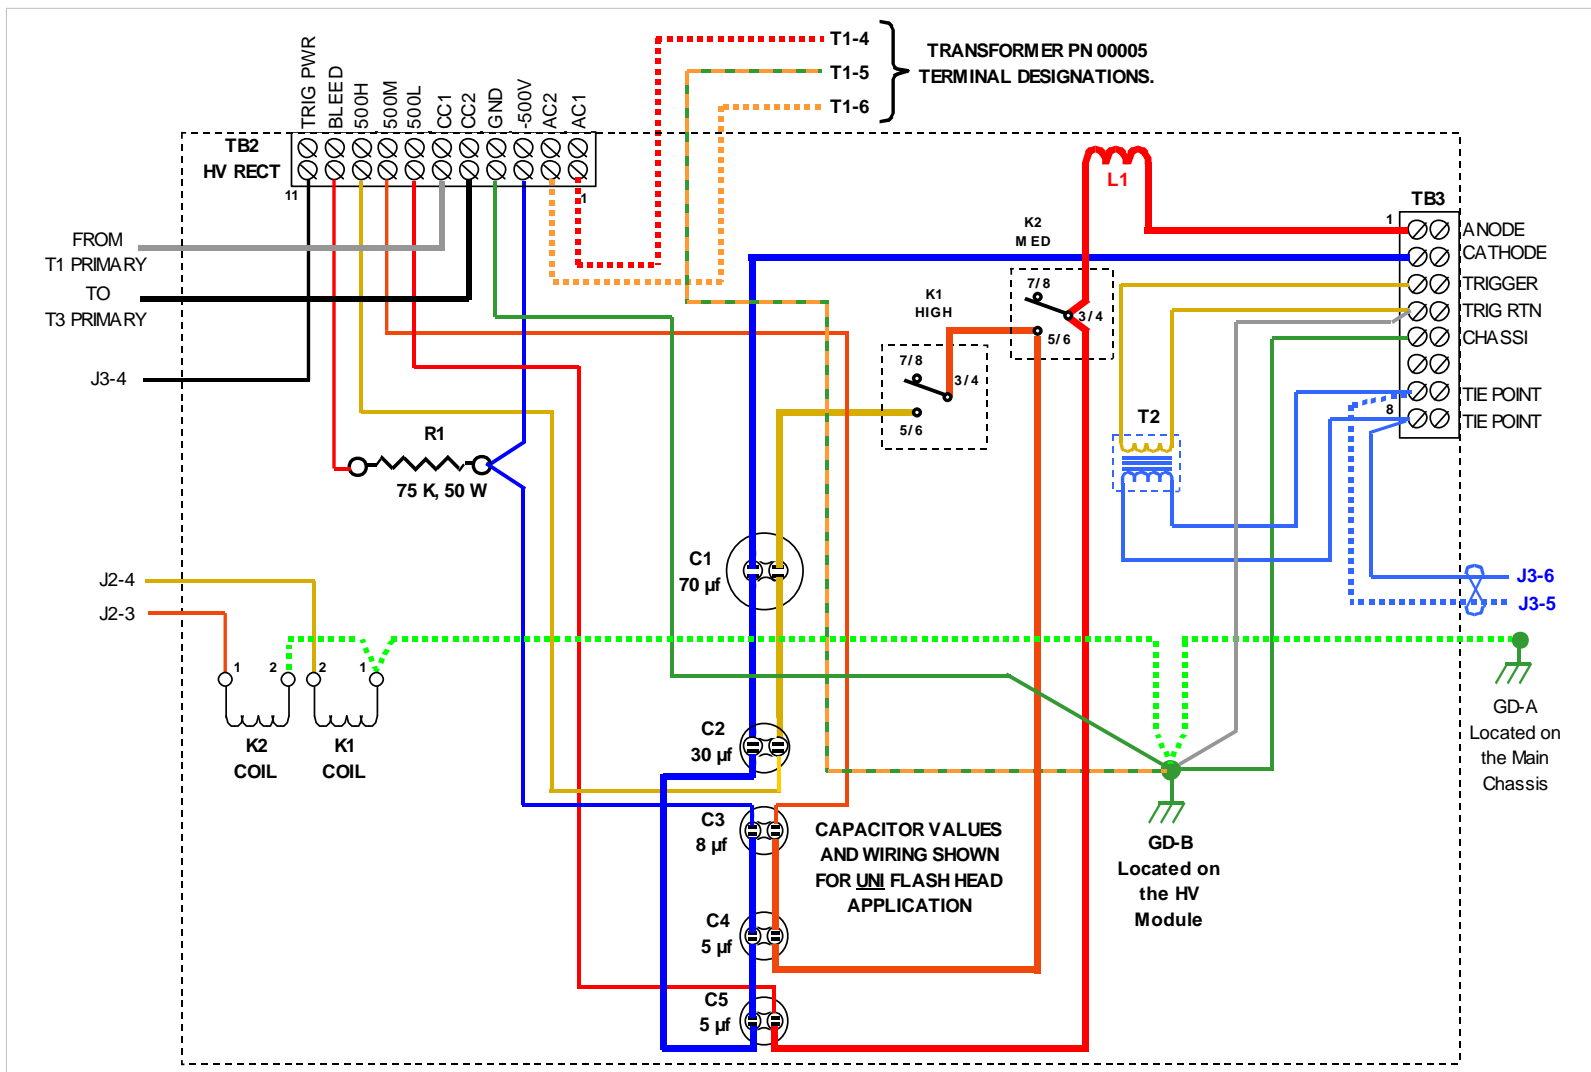 T1-4
T1-5
T1-6
TRANSFORMER PN 00005
TERMINAL DESIGNATIONS.
TRIG PWR
BLEED
500H
500M
500L
CC1
CC2
GND
-500V
AC2
AC1
TB2
HV RECT
11
1
FROM
T1 PRIMARY
TO
T3 PRIMARY
J3-4
R1
75 K, 50 W
L1
K2
MED
7/8
3/4
5/6
K1
HIGH
7/8
3/4
5/6
TB3
1
ANODE
CATHODE
TRIGGER
TRIG RTN
CHASSI
TIE POINT
8
TIE POINT
T2
C1
70 µf
J2-4
J2-3
J3-6
J3-5
1
2
2
1
K2
COIL
K1
COIL
C2
30 µf
GD-A
Located on
the Main
Chassis
C3
8 µf
CAPACITOR VALUES
AND WIRING SHOWN
FOR UNI FLASH HEAD
APPLICATION
GD-B
Located on
the HV
Module
C4
5 µf
C5
5 µf